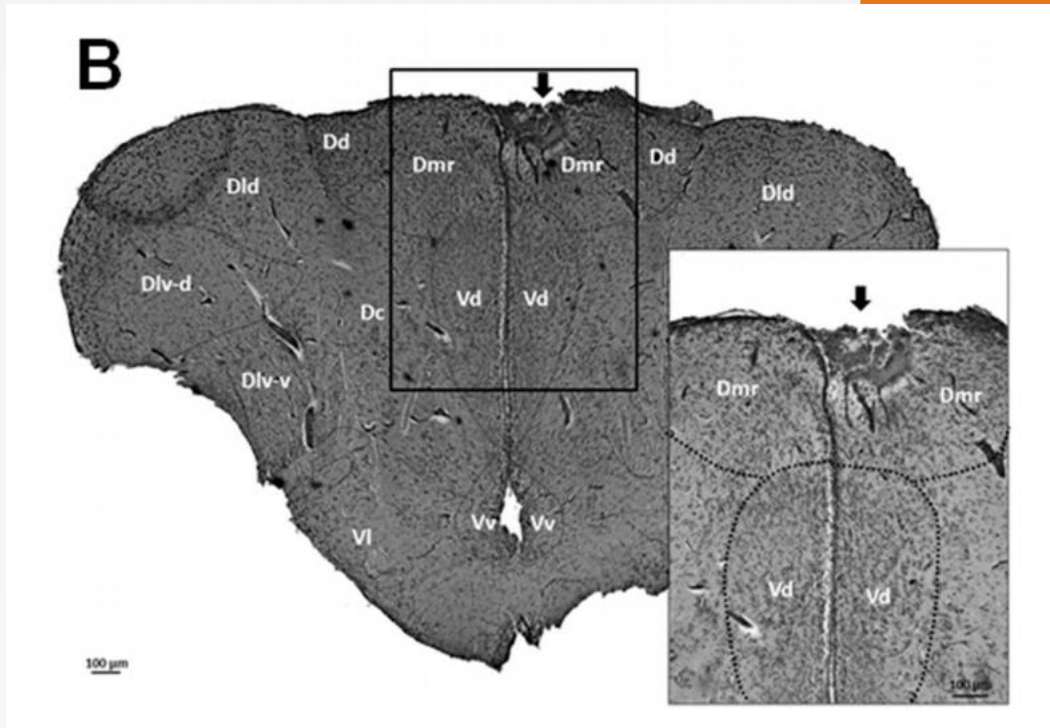 B
Dd
Dmr
Dmr
Dd
Dld
Dld
Dlv-d
Vd
Vd
Dc
Dlv-v
Vv
Vv
Vl
100 µm
Dmr
Dmr
Vd
Vd
100 µm